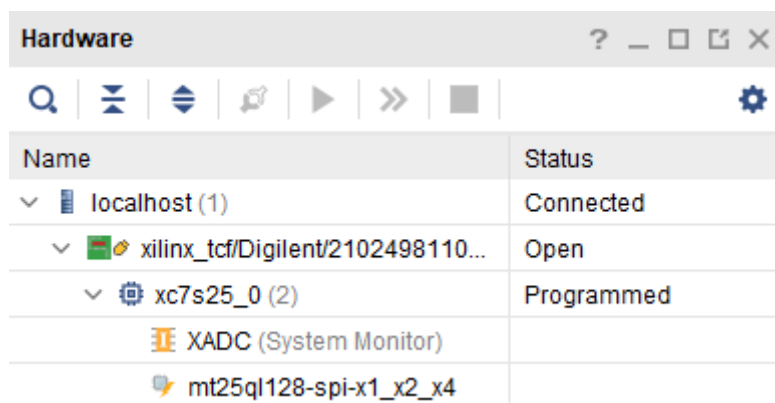 Hardware
Name Status
localhost (1) Connected
xilinx_tcf/Digilent/2102498110... Open
xc7s25_0 (2) Programmed
XADC (System Monitor)
mt25ql128-spi-x1_x2_x4